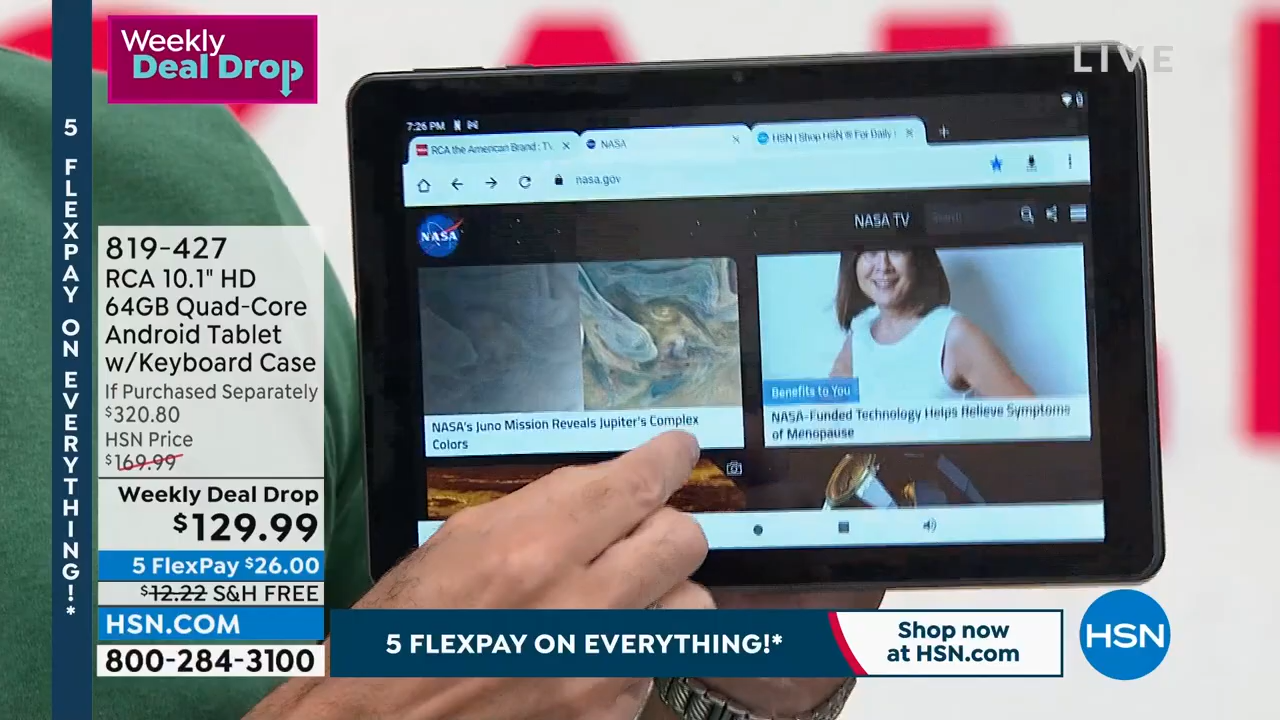 Weekly
Deal Drop
LIVE
5 FLEXPAY ON EVERYTHING!*
819-427
RCA 10.1" HD
64GB Quad-Core
Android Tablet
w/Keyboard Case
If Purchased Separately
$320.80
HSN Price
$169.99
Weekly Deal Drop
$129.99
5 FlexPay $26.00
$12.22 S&H FREE
HSN.COM
800-284-3100
7:26 PM
RCA the American Brand : TV
NASA
HSN | Shop HSN ® For Daily
nasa.gov
NASA
NASA TV
NASA's Juno Mission Reveals Jupiter's Complex
Colors
Benefits to You
NASA-Funded Technology Helps Relieve Symptoms
of Menopause
5 FLEXPAY ON EVERYTHING!*
Shop now
at HSN.com
HSN